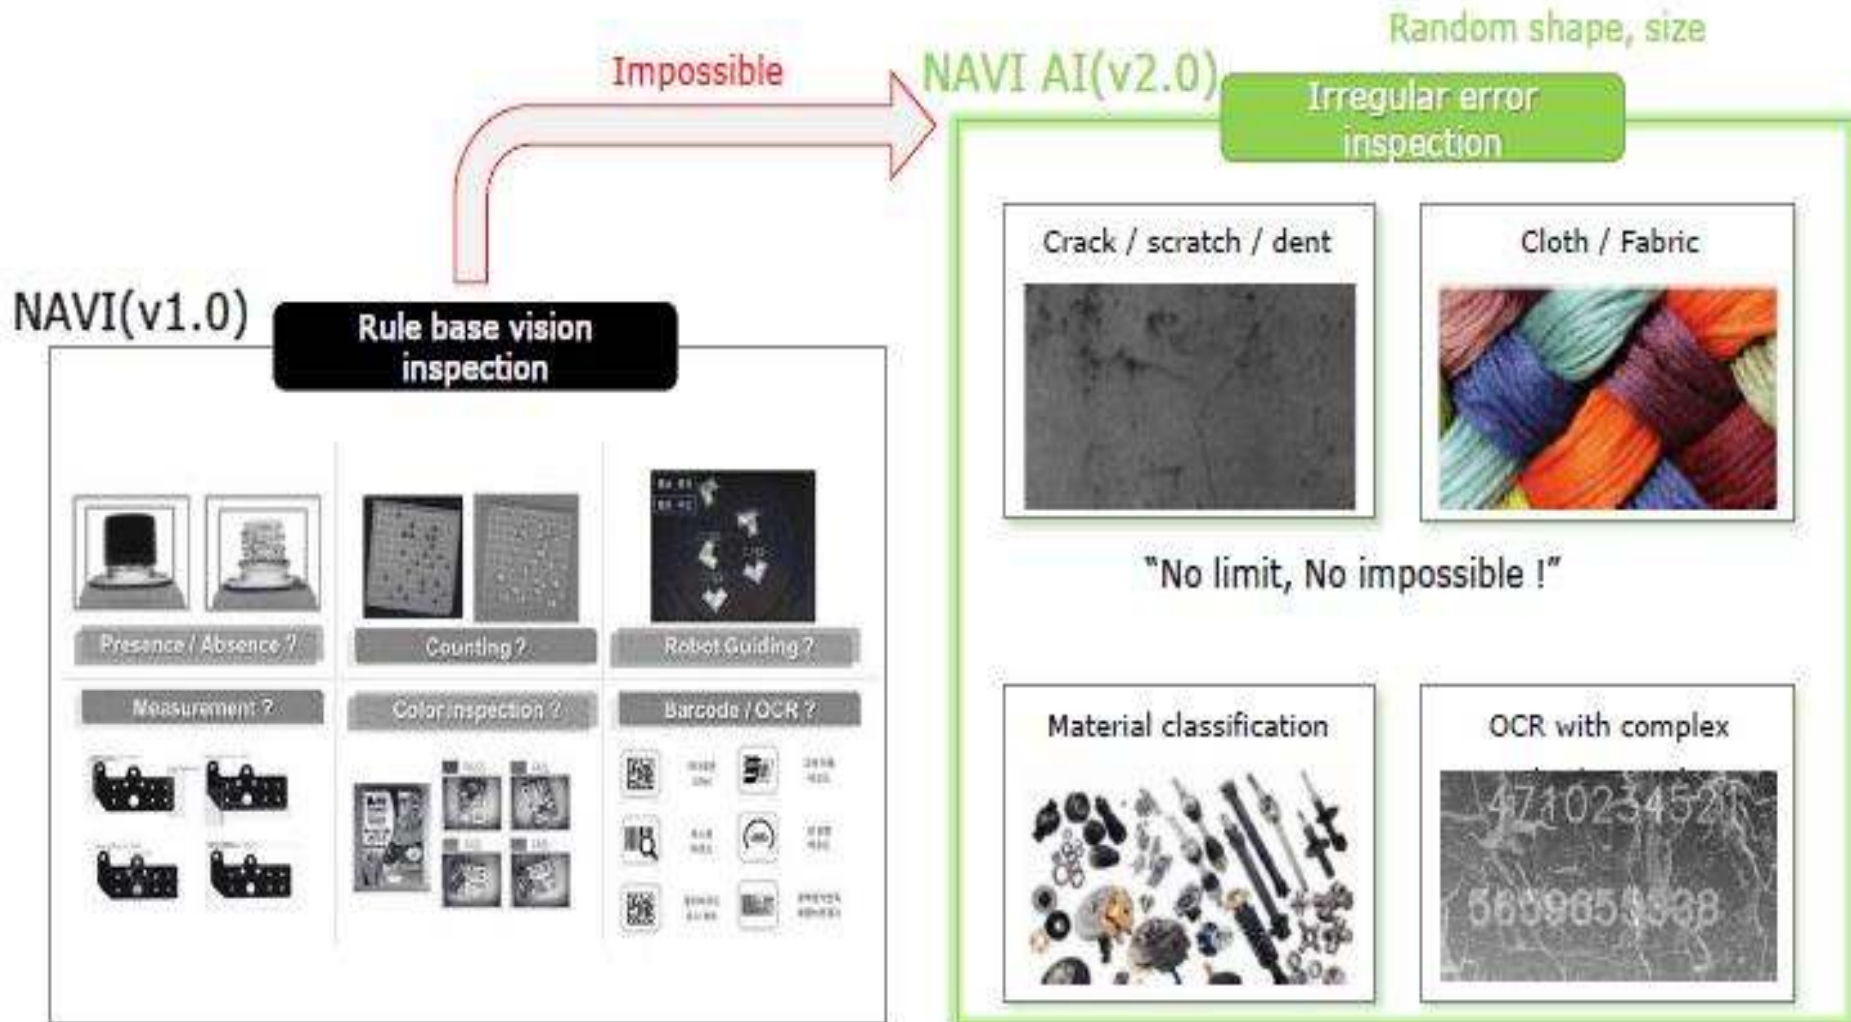 Random shape, size
Impossible
NAVI AI(v2.0)
Irregular error
inspection
Crack / scratch / dent
Cloth / Fabric
NAVI(v1.0)
Rule base vision
inspection
"No limit, No impossible !"
Presence / Absence ?
Counting ?
Robot Guiding ?
Measurement ?
Color Inspection ?
Barcode / OCR ?
Material classification
OCR with complex
4710234521